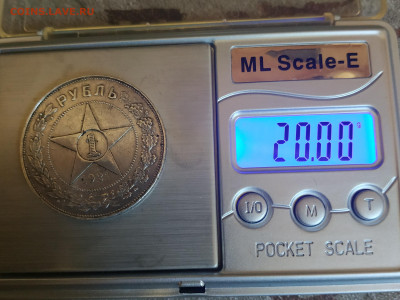 COINS.LAVE.RU
ML Scale-E
20.00
g
РУБЛЬ
1
I/O
M
T
POCKET SCALE